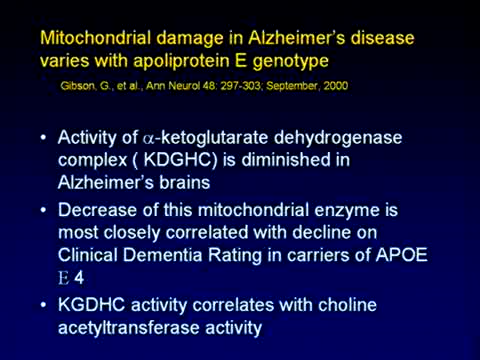 Mitochondrial damage in Alzheimer's disease
varies with apoliprotein E genotype
Gibson, G., et al., Ann Neurol 48: 297-303; September, 2000
• Activity of α-ketoglutarate dehydrogenase
complex ( KDGHC) is diminished in
Alzheimer's brains
• Decrease of this mitochondrial enzyme is
most closely correlated with decline on
Clinical Dementia Rating in carriers of APOE
E 4
• KGDHC activity correlates with choline
acetyltransferase activity